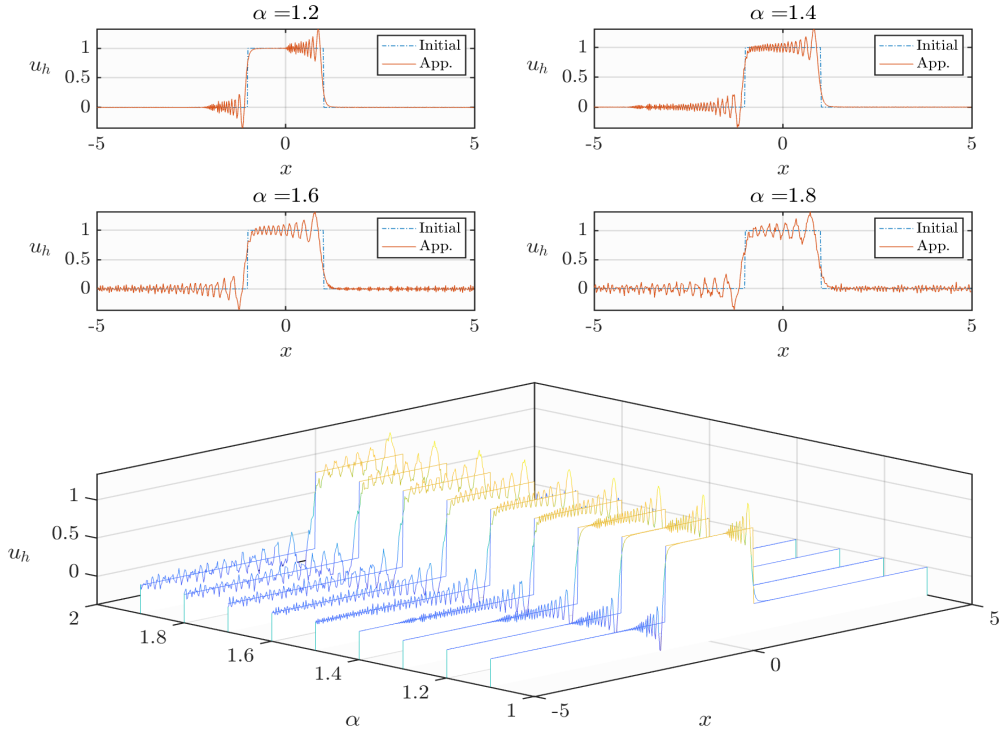 α =1.2
1
0.5
0
u_h
Initial
App.
-5
0
5
x
α =1.4
1
0.5
0
u_h
Initial
App.
-5
0
5
x
α =1.6
1
0.5
0
u_h
Initial
App.
-5
0
5
x
α =1.8
1
0.5
0
u_h
Initial
App.
-5
0
5
x
1
0.5
0
u_h
2
1.8
1.6
1.4
1.2
1
α
-5
0
5
x